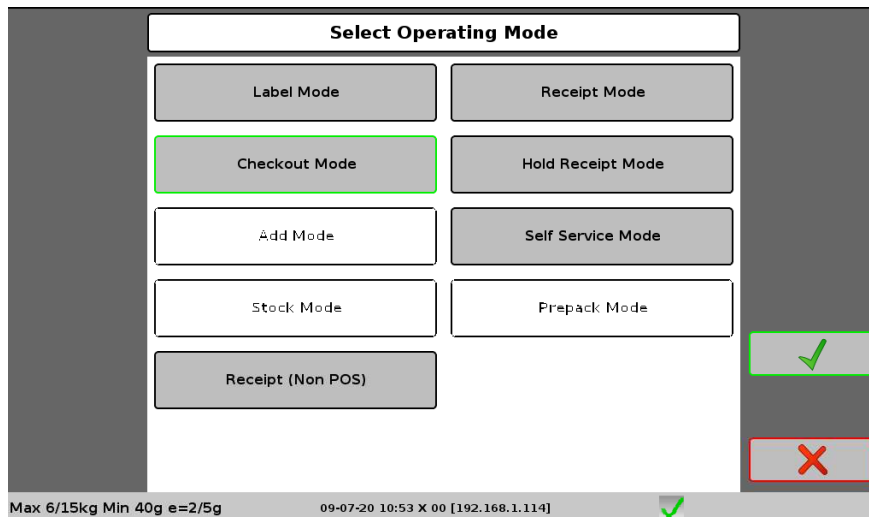 Select Operating Mode
Label Mode
Receipt Mode
Checkout Mode
Hold Receipt Mode
Add Mode
Self Service Mode
Stock Mode
Prepack Mode
Receipt (Non POS)
Max 6/15kg Min 40g e=2/5g
09-07-20 10:53 X 00 [192.168.1.114]